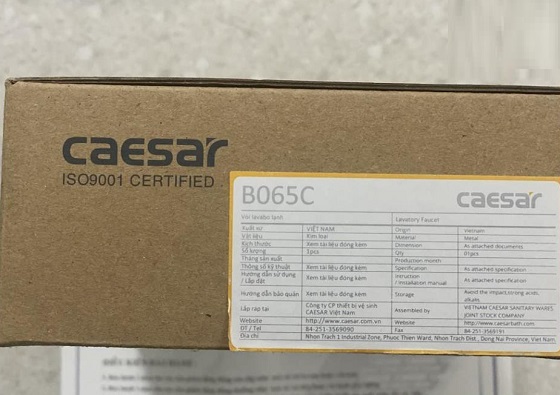 caesar
ISO9001 CERTIFIED
B065C caesar
Vòi lavabo lạnh Lavatory Faucet
Xuất xứ VIỆT NAM Origin Vietnam
Vật liệu Kim loại Material Metal
Kích thước Xem tài liệu đóng kèm Dimension As attached documents
Số lượng 1pcs Qty 01pcs
Tháng sản xuất Production month
Thông số kỹ thuật Xem tài liệu đóng kèm Specification As attached specification
Hướng dẫn sử dụng / Lắp đặt Xem tài liệu đóng kèm Intruction / Installation manual As attached specification
Hướng dẫn bảo quản Xem tài liệu đóng kèm Storage Avoid the impact,strong acids, alkalis
Lắp ráp tại Công ty CP thiết bị vệ sinh CAESAR Việt Nam Assembled by VIETNAM CAESAR SANITARY WARES JOINT STOCK COMPANY
Website http://www.caesar.com.vn Website http://www.caesarbath.com
ĐT / Tel 84-251-3569090 Fax 84-251-3569191
Địa chỉ Nhon Trach 1 Industrial Zone, Phuoc Thien Ward, Nhon Trach Dist , Dong Nai Province, Viet Nam